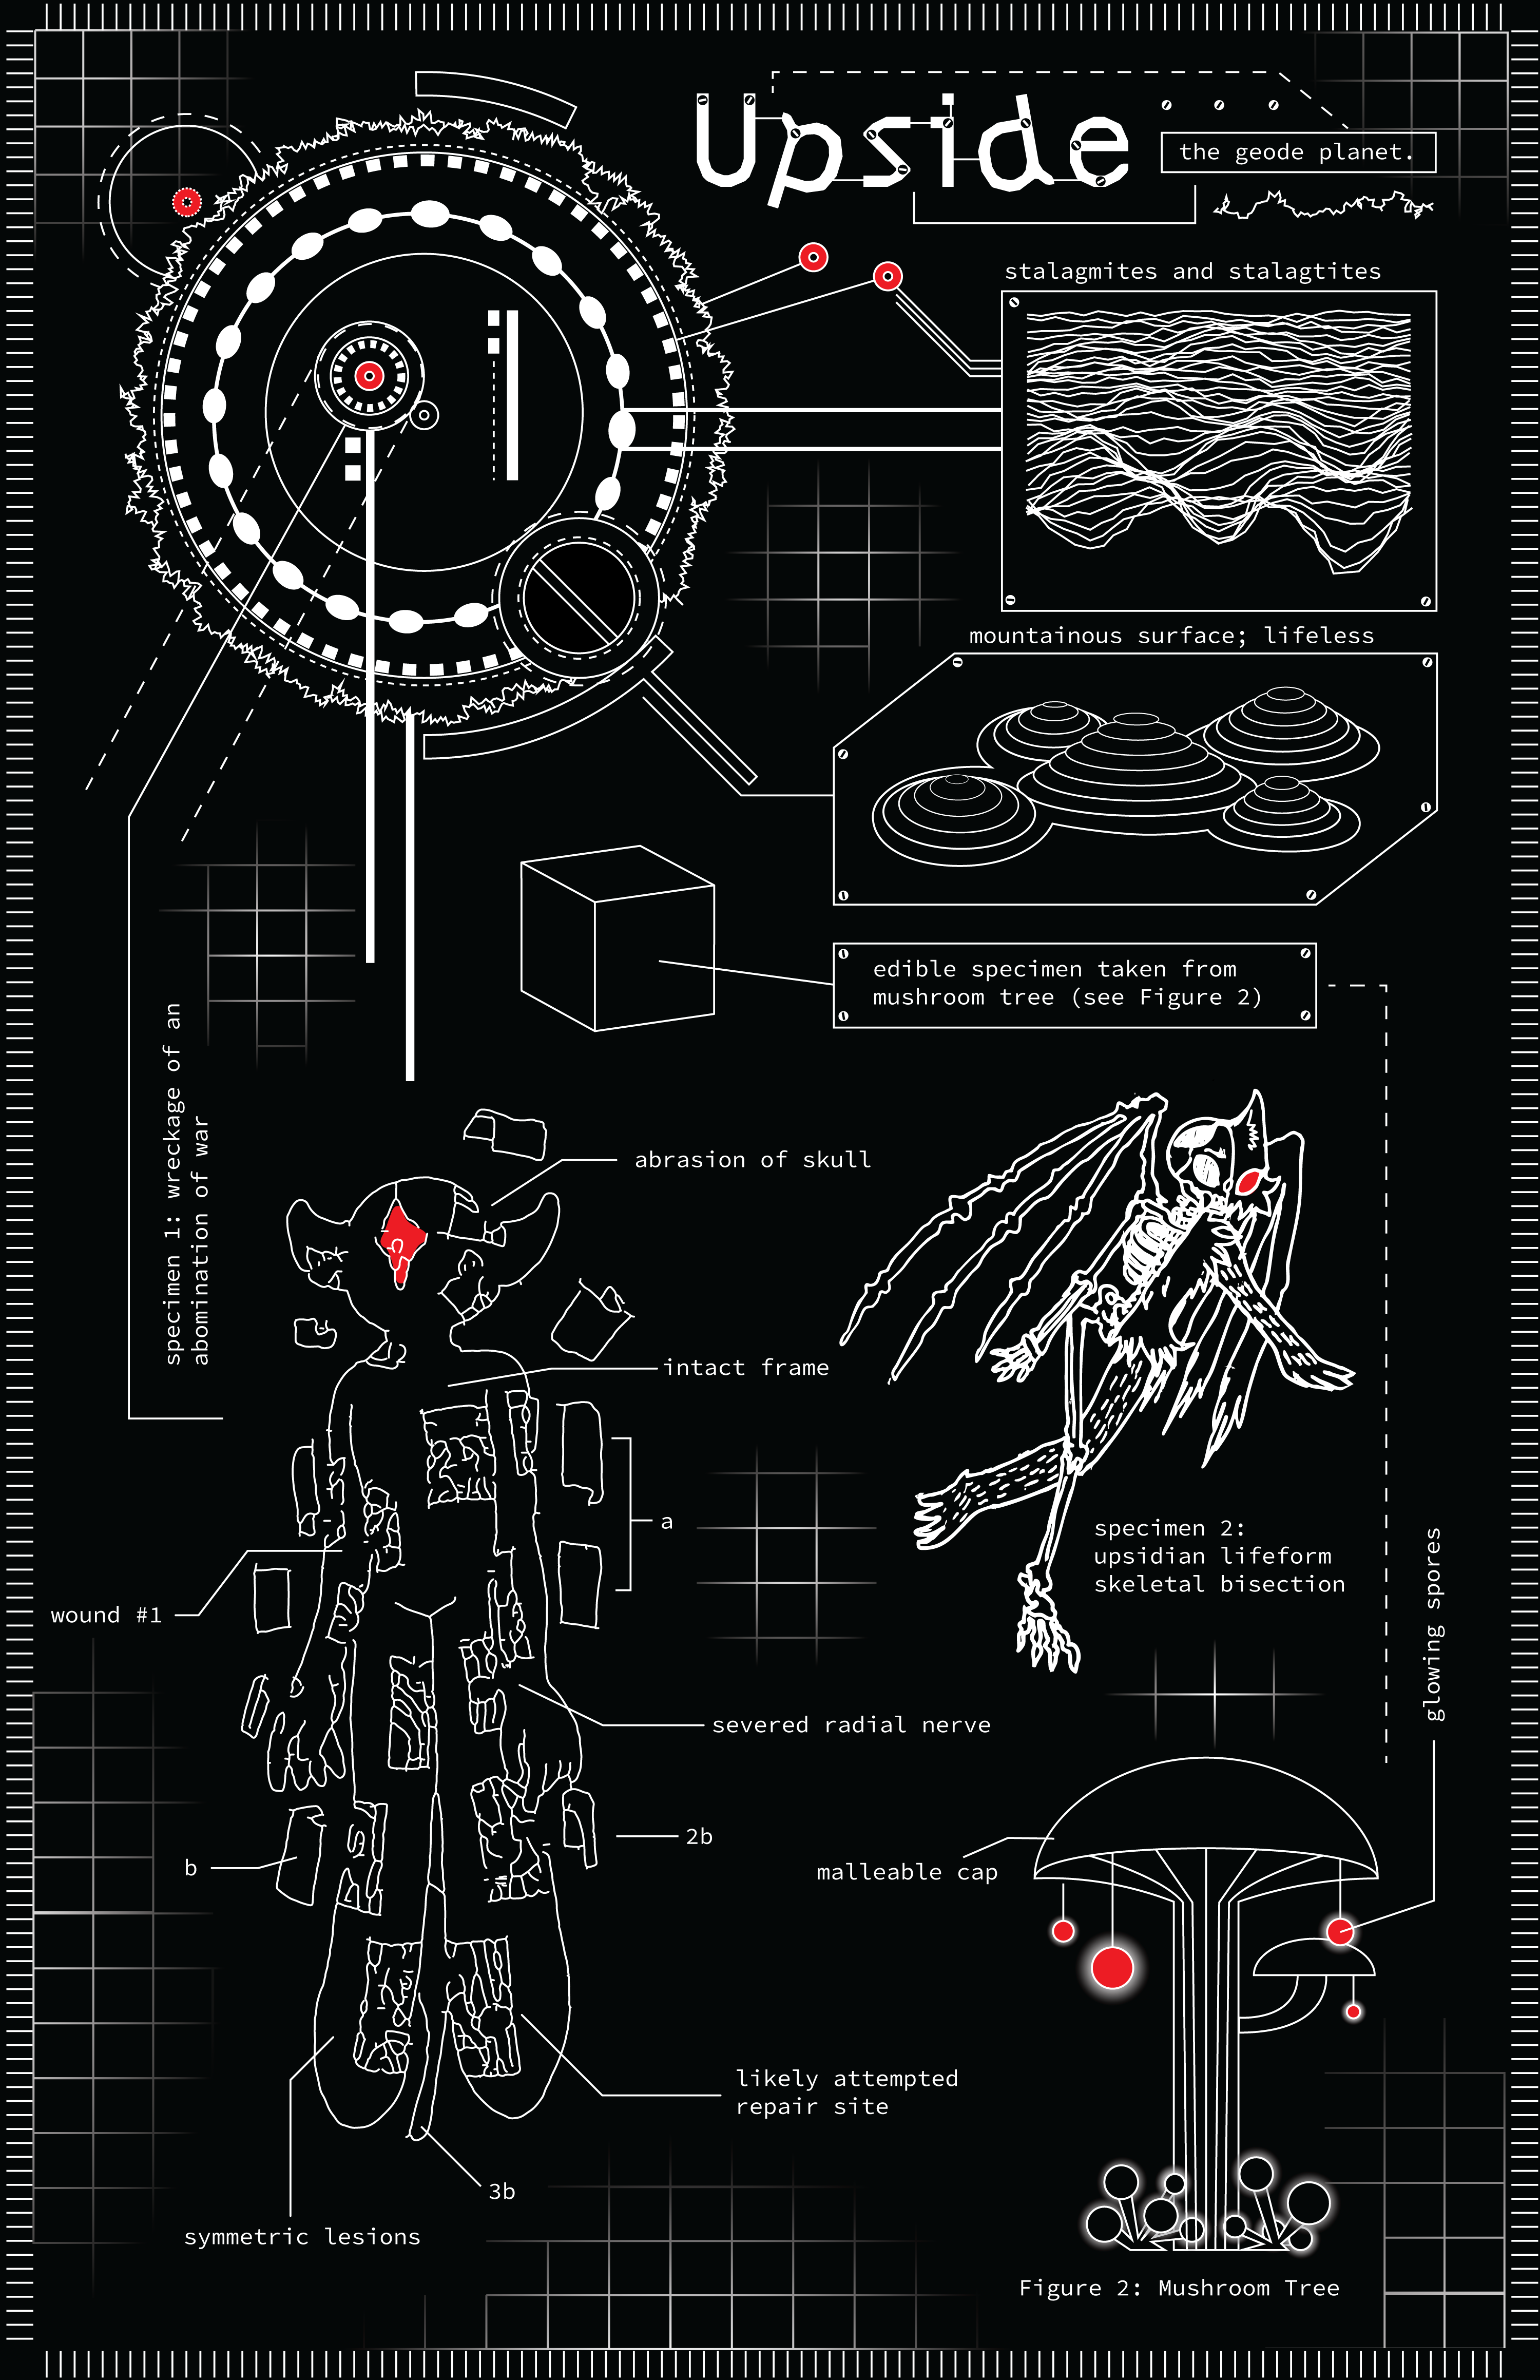 Upside
the geode planet.
stalagmites and stalagtites
mountainous surface; lifeless
edible specimen taken from
mushroom tree (see Figure 2)
specimen 1: wreckage of an
abomination of war
abrasion of skull
intact frame
a
wound #1
specimen 2:
upsidian lifeform
skeletal bisection
glowing spores
severed radial nerve
2b
b
malleable cap
likely attempted
repair site
3b
symmetric lesions
Figure 2: Mushroom Tree